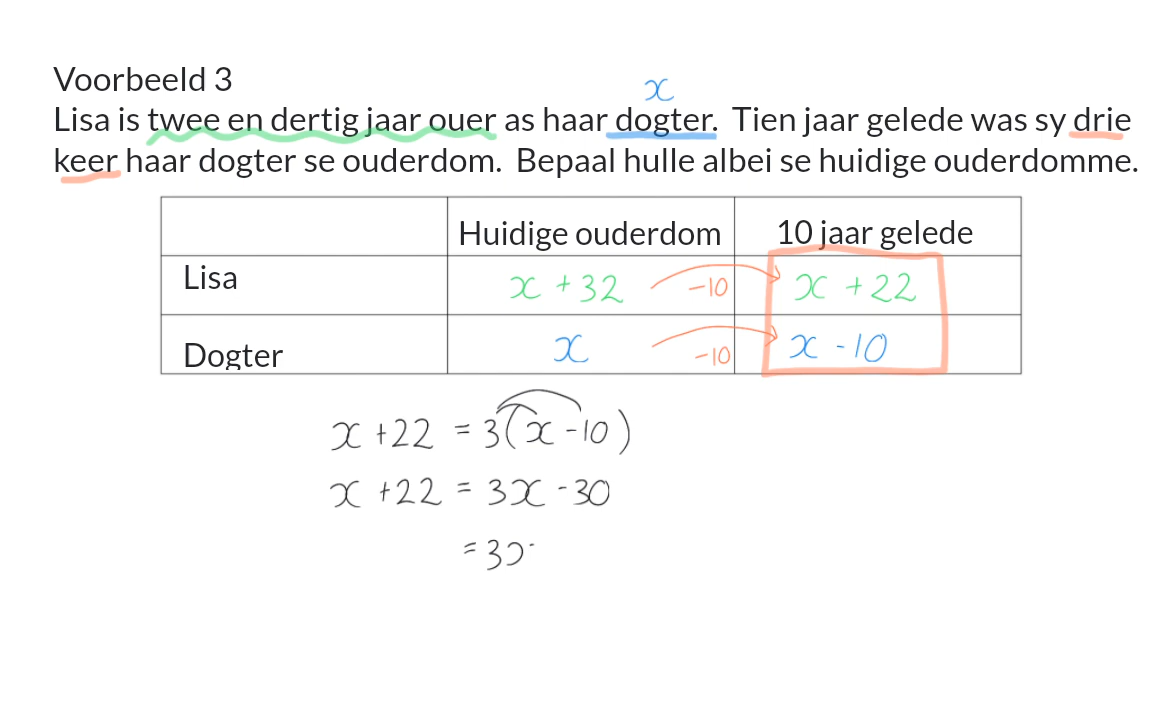 Voorbeeld 3
x
Lisa is twee en dertig jaar ouer as haar dogter. Tien jaar gelede was sy drie
keer haar dogter se ouderdom. Bepaal hulle albei se huidige ouderdomme.
Huidige ouderdom 10 jaar gelede
Lisa x + 32 -10 x + 22
Dogter x -10 x - 10
x + 22 = 3(x - 10)
x + 22 = 3x - 30
= 3